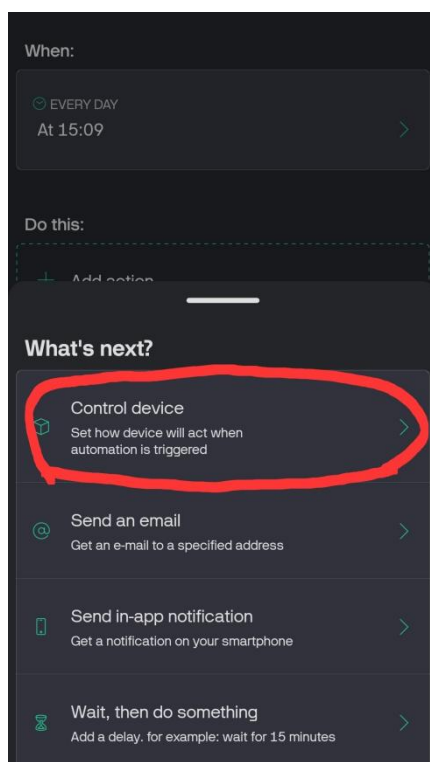 When:
EVERY DAY
At 15:09
Do this:
Add action
What's next?
Control device
Set how device will act when
automation is triggered
Send an email
Get an e-mail to a specified address
Send in-app notification
Get a notification on your smartphone
Wait, then do something
Add a delay. for example: wait for 15 minutes